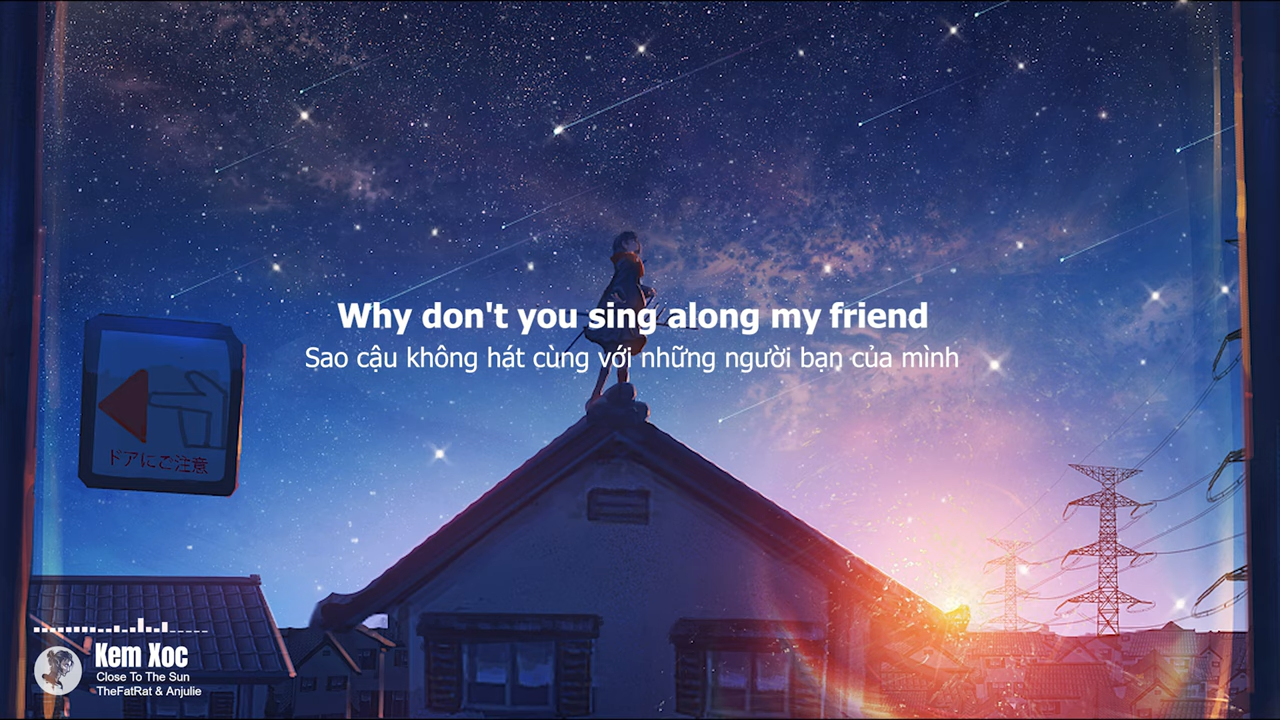 Why don't you sing along my friend
Sao cậu không hát cùng với những người bạn của mình
ドアにご注意
Kem Xoc
Close To The Sun
TheFatRat & Anjulie